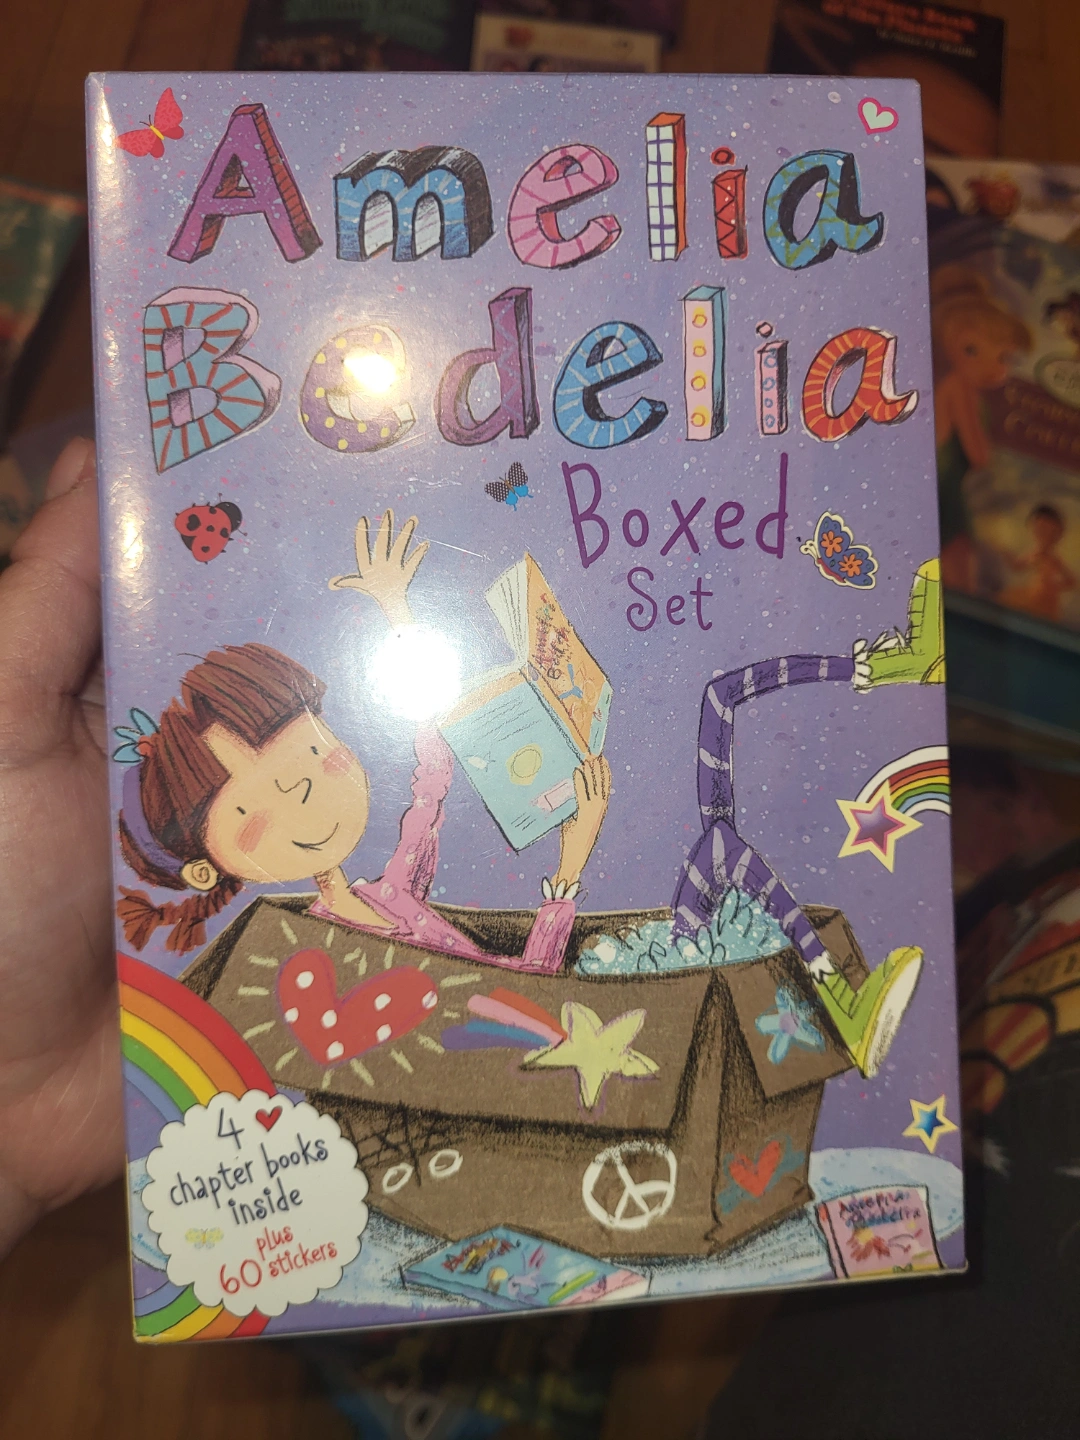 Amelia
Bedelia
Boxed
Set
4
chapter books
inside
plus
60 stickers